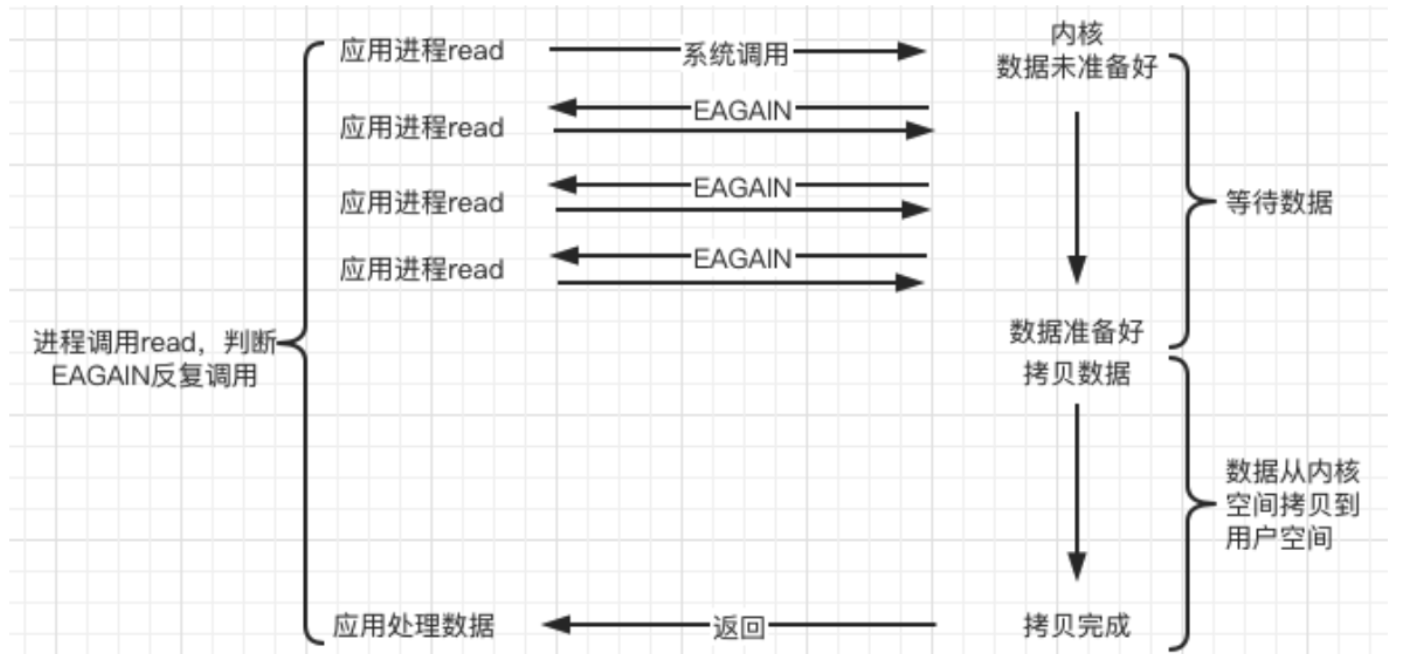 应用进程read
系统调用
内核
数据未准备好
EAGAIN
应用进程read
EAGAIN
应用进程read
等待数据
EAGAIN
应用进程read
进程调用read，判断
EAGAIN反复调用
数据准备好
拷贝数据
数据从内核
空间拷贝到
用户空间
应用处理数据
返回
拷贝完成